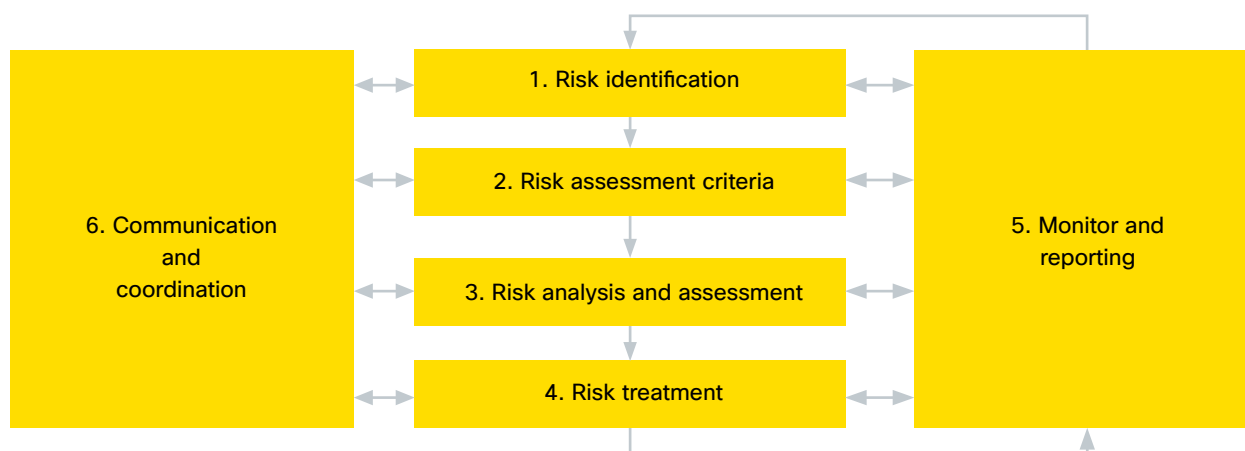 1. Risk identification
2. Risk assessment criteria
3. Risk analysis and assessment
4. Risk treatment
5. Monitor and
reporting
6. Communication
and
coordination